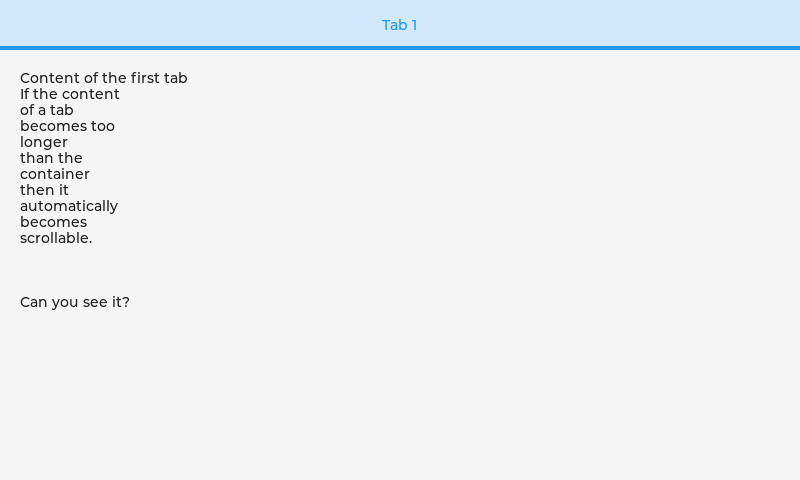 Tab 1
Content of the first tab
If the content
of a tab
becomes too
longer
than the
container
then it
automatically
becomes
scrollable.
Can you see it?